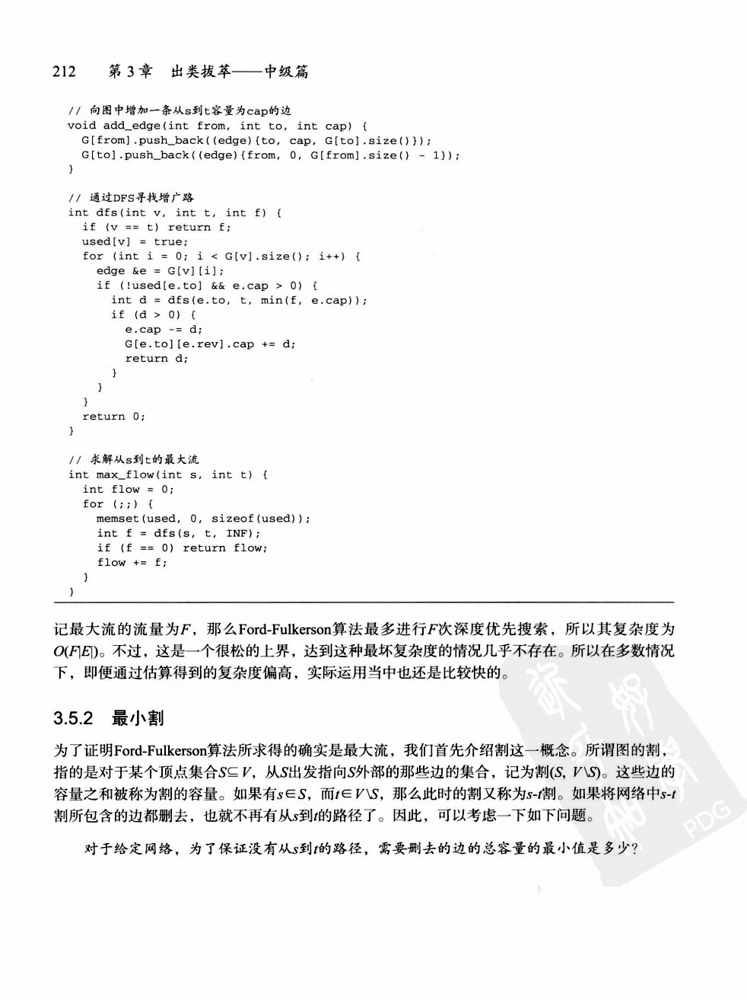 212 第3章 出类拔萃——中级篇
// 向图中增加一条从s到t容量为cap的边
void add_edge(int from, int to, int cap) {
  G[from].push_back((edge){to, cap, G[to].size()});
  G[to].push_back((edge){from, 0, G[from].size() - 1});
}
// 通过DFS寻找增广路
int dfs(int v, int t, int f) {
  if (v == t) return f;
  used[v] = true;
  for (int i = 0; i < G[v].size(); i++) {
    edge &e = G[v][i];
    if (!used[e.to] && e.cap > 0) {
      int d = dfs(e.to, t, min(f, e.cap));
      if (d > 0) {
        e.cap -= d;
        G[e.to][e.rev].cap += d;
        return d;
      }
    }
  }
  return 0;
}
// 求解从s到t的最大流
int max_flow(int s, int t) {
  int flow = 0;
  for (;;) {
    memset(used, 0, sizeof(used));
    int f = dfs(s, t, INF);
    if (f == 0) return flow;
    flow += f;
  }
}
记最大流的流量为F，那么Ford-Fulkerson算法最多进行F次深度优先搜索，所以其复杂度为
O(F|E|)。不过，这是一个很松的上界，达到这种最坏复杂度的情况几乎不存在。所以在多数情况
下，即便通过估算得到的复杂度偏高，实际运用当中也还是比较快的。
3.5.2 最小割
为了证明Ford-Fulkerson算法所求得的确实是最大流，我们首先介绍割这一概念。所谓图的割，
指的是对于某个顶点集合S⊆V，从S出发指向S外部的那些边的集合，记为割(S, V\S)。这些边的
容量之和被称为割的容量。如果有s∈S，而t∈V\S，那么此时的割又称为s-t割。如果将网络中s-t
割所包含的边都删去，也就不再有从s到t的路径了。因此，可以考虑一下如下问题。
对于给定网络，为了保证没有从s到t的路径，需要删去的边的总容量的最小值是多少？
PDG